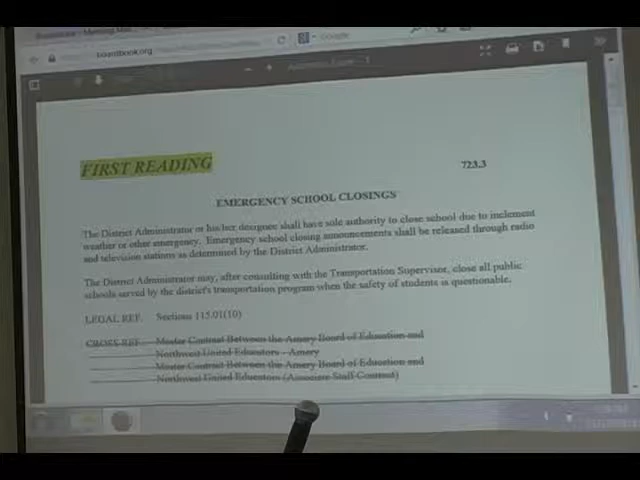 boardbook.org
Google
FIRST READING
723.3
EMERGENCY SCHOOL CLOSINGS
The District Administrator or his/her designee shall have sole authority to close school due to inclement
weather or other emergency. Emergency school closing announcements shall be released through radio
and television stations as determined by the District Administrator.
The District Administrator may, after consulting with the Transportation Supervisor, close all public
schools served by the district's transportation program when the safety of students is questionable.
LEGAL REF. Sections 115.01(10)
CROSS REF. Master Contract Between the Amery Board of Education and
Northwest United Educators - Amery
Master Contract Between the Amery Board of Education and
Northwest United Educators (Associate Staff Contract)